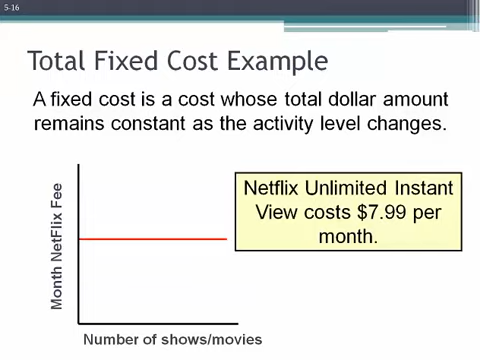 5-16
Total Fixed Cost Example
A fixed cost is a cost whose total dollar amount
remains constant as the activity level changes.
Month NetFlix Fee
Netflix Unlimited Instant
View costs $7.99 per
month.
Number of shows/movies